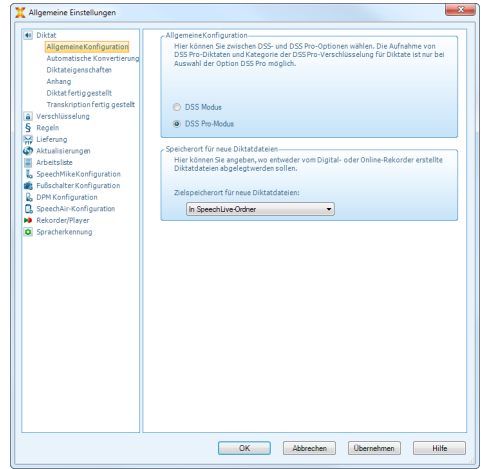 Allgemeine Einstellungen
Diktat
AllgemeineKonfiguration
Automatische Konvertierung
Diktateigenschaften
Anhang
Diktat fertig gestellt
Transkription fertig gestellt
Verschlüsselung
Regeln
Lieferung
Aktualisierungen
Arbeitsliste
SpeechMike Konfiguration
Fußschalter Konfiguration
DPM Konfiguration
SpeechAir-Konfiguration
Rekorder/Player
Spracherkennung
AllgemeineKonfiguration
Hier können Sie zwischen DSS- und DSS Pro-Optionen wählen. Die Aufnahme von
DSS Pro-Diktaten und Kategorie der DSS Pro-Verschlüsselung für Diktate ist nur bei
Auswahl der Option DSS Pro möglich.
DSS Modus
DSS Pro-Modus
Speicherort für neue Diktatdateien
Hier können Sie angeben, wo entweder vom Digital- oder Online-Rekorder erstellte
Diktatdateien abgelegt werden sollen.
Zielspeicherort für neue Diktatdateien:
In SpeechLive-Ordner
OK
Abbrechen
Übernehmen
Hilfe